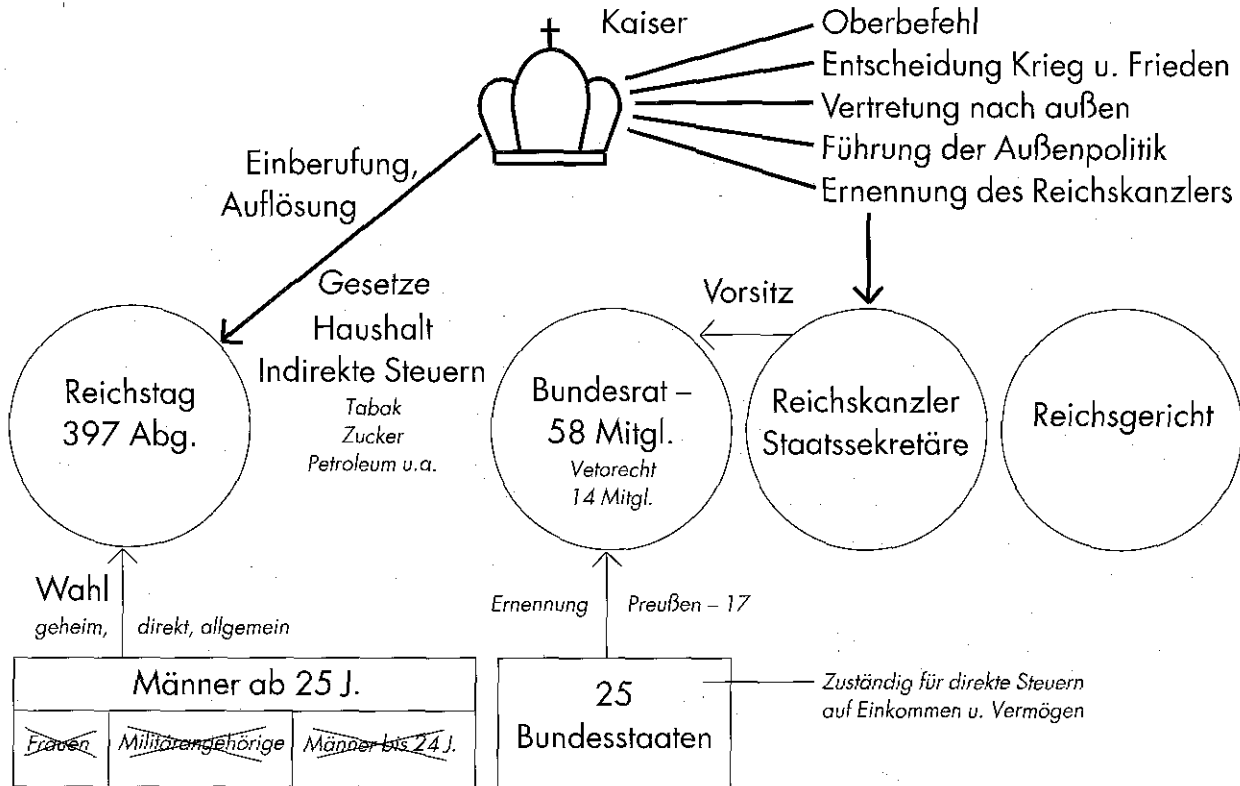 Kaiser
Oberbefehl
Entscheidung Krieg u. Frieden
Vertretung nach außen
Führung der Außenpolitik
Ernennung des Reichskanzlers
Einberufung,
Auflösung
Gesetze
Haushalt
Indirekte Steuern
Tabak
Zucker
Petroleum u.a.
Vorsitz
Reichstag
397 Abg.
Bundesrat –
58 Mitgl.
Vetorecht
14 Mitgl.
Reichskanzler
Staatssekretäre
Reichsgericht
Wahl
geheim, direkt, allgemein
Ernennung Preußen – 17
Männer ab 25 J.
Frauen Militärangehörige Männer bis 24 J.
25
Bundesstaaten
Zuständig für direkte Steuern
auf Einkommen u. Vermögen